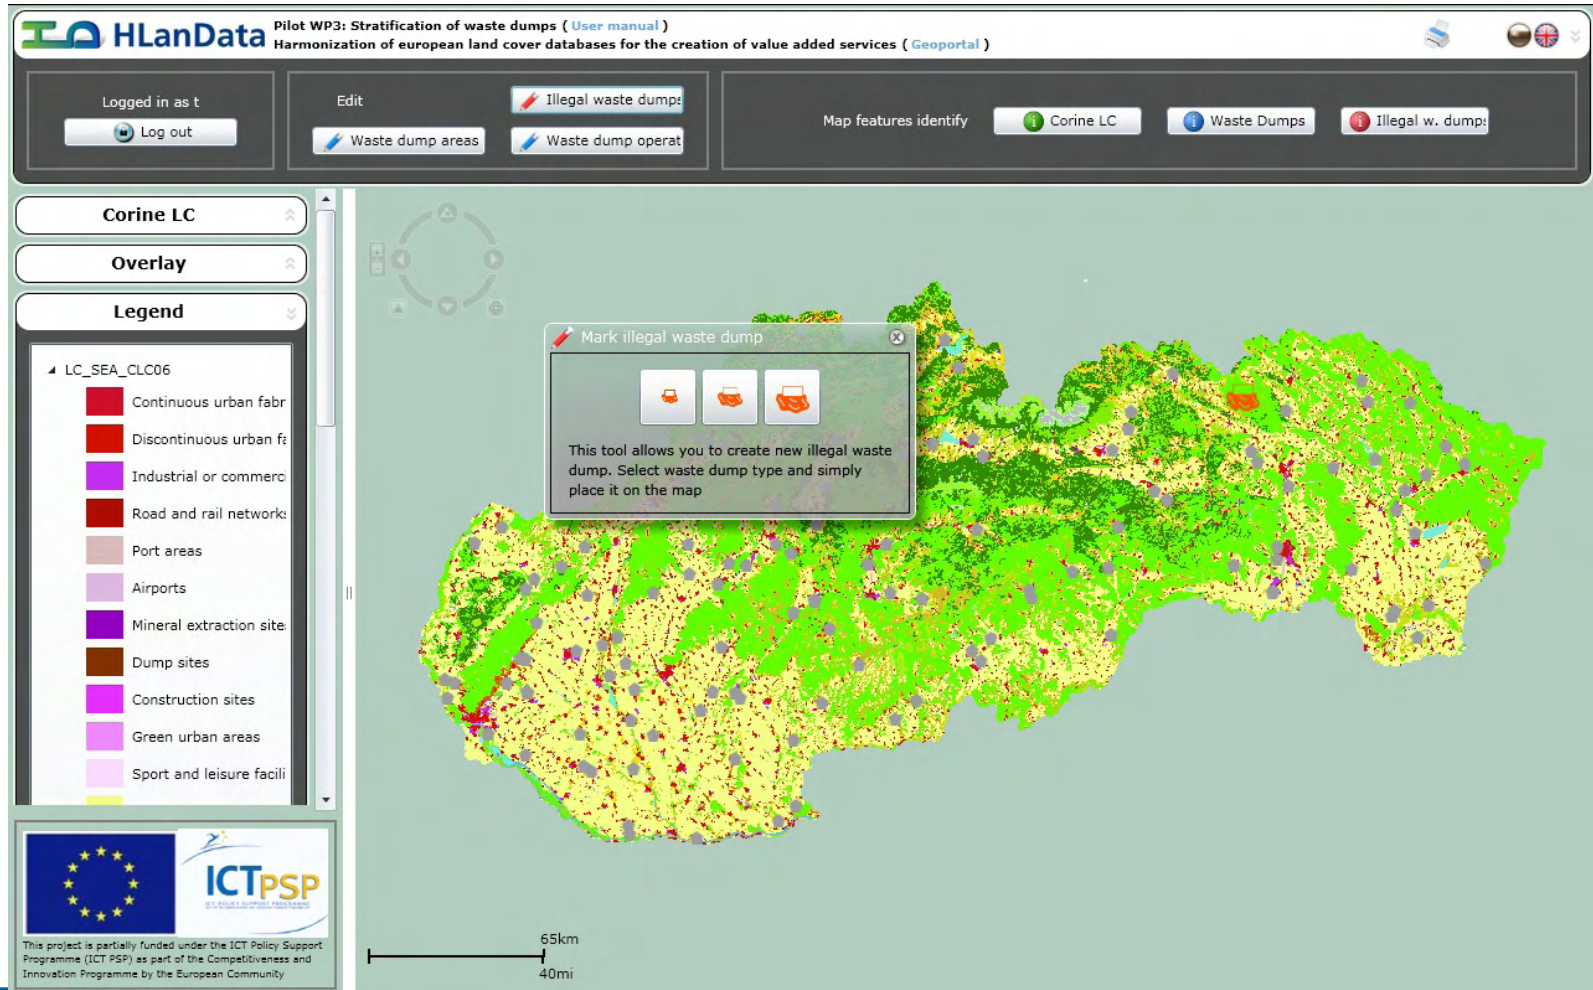 HLanData
Pilot WP3: Stratification of waste dumps ( User manual )
Harmonization of european land cover databases for the creation of value added services ( Geoportal )
Logged in as t
Log out
Edit
Illegal waste dumps
Waste dump areas
Waste dump operat
Map features identify
Corine LC
Waste Dumps
Illegal w. dumps
Corine LC
Overlay
Legend
LC_SEA_CLC06
Continuous urban fabr
Discontinuous urban fa
Industrial or commerci
Road and rail networks
Port areas
Airports
Mineral extraction site
Dump sites
Construction sites
Green urban areas
Sport and leisure facili
Mark illegal waste dump
This tool allows you to create new illegal waste
dump. Select waste dump type and simply
place it on the map
ICT PSP
ICT POLICY SUPPORT PROGRAMME
This project is partially funded under the ICT Policy Support
Programme (ICT PSP) as part of the Competitiveness and
Innovation Programme by the European Community
65km
40mi